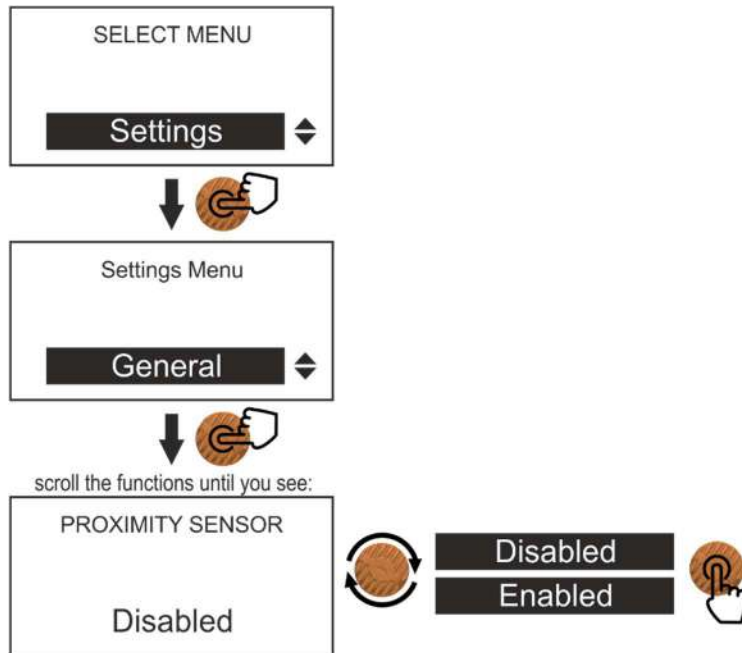 SELECT MENU
Settings
Settings Menu
General
scroll the functions until you see:
PROXIMITY SENSOR
Disabled
Disabled
Enabled